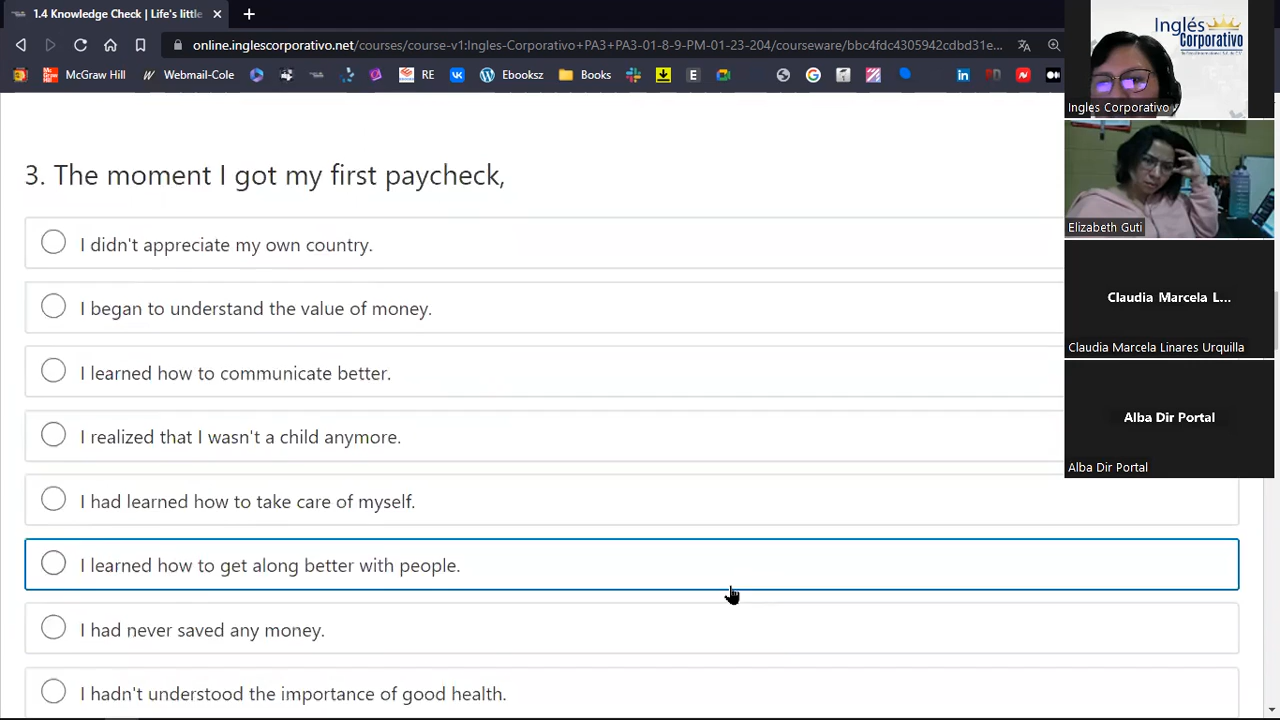 1.4 Knowledge Check | Life's little
online.inglescorporativo.net/courses/course-v1:Ingles-Corporativo+PA3+PA3-01-8-9-PM-01-23-204/courseware/bbc4fdc4305942cdbd31e...
McGraw Hill
Webmail-Cole
RE
Ebooksz
Books
Inglés
Corporativo
Ingles Corporativo
Elizabeth Guti
Claudia Marcela L...
Claudia Marcela Linares Urquilla
Alba Dir Portal
Alba Dir Portal
3. The moment I got my first paycheck,
I didn't appreciate my own country.
I began to understand the value of money.
I learned how to communicate better.
I realized that I wasn't a child anymore.
I had learned how to take care of myself.
I learned how to get along better with people.
I had never saved any money.
I hadn't understood the importance of good health.